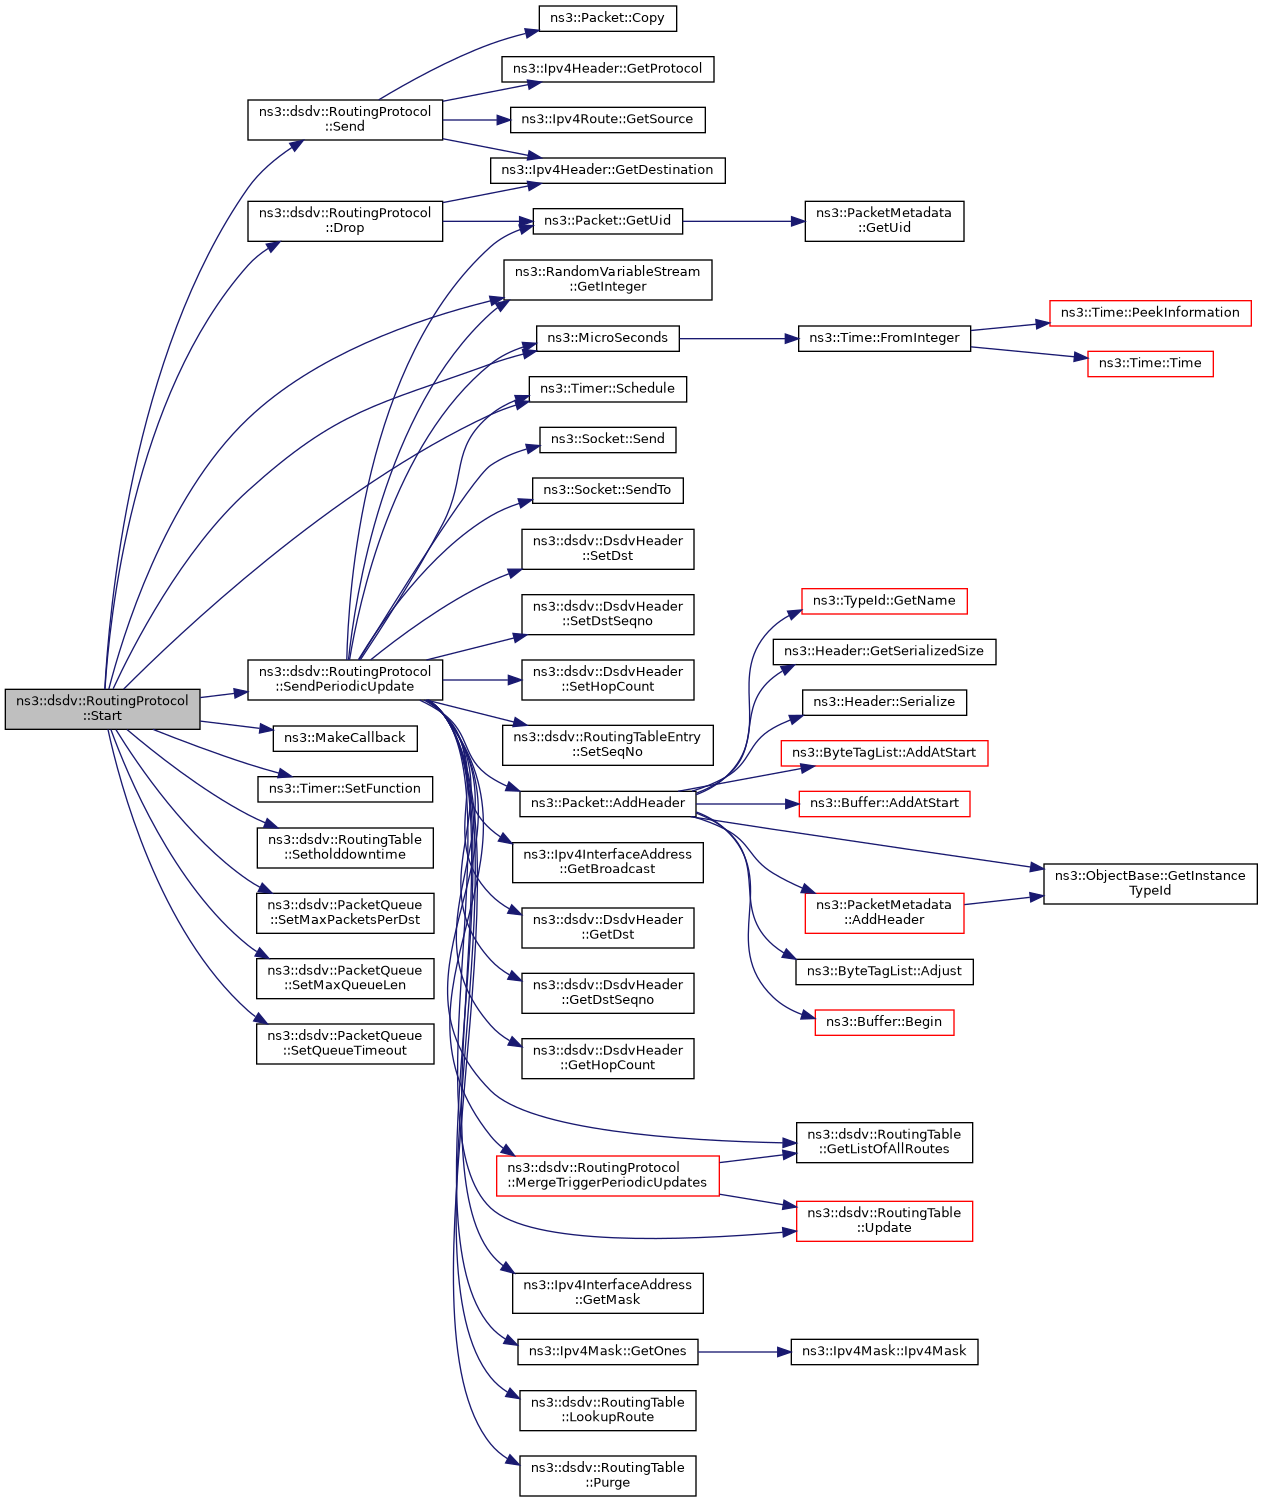 ns3::Packet::Copy
ns3::Ipv4Header::GetProtocol
ns3::dsdv::RoutingProtocol
::Send
ns3::Ipv4Route::GetSource
ns3::Ipv4Header::GetDestination
ns3::dsdv::RoutingProtocol
::Drop
ns3::Packet::GetUid
ns3::PacketMetadata
::GetUid
ns3::RandomVariableStream
::GetInteger
ns3::MicroSeconds
ns3::Time::FromInteger
ns3::Time::PeekInformation
ns3::Time::Time
ns3::Timer::Schedule
ns3::Socket::Send
ns3::Socket::SendTo
ns3::dsdv::DsdvHeader
::SetDst
ns3::dsdv::DsdvHeader
::SetDstSeqno
ns3::TypeId::GetName
ns3::Header::GetSerializedSize
ns3::dsdv::RoutingProtocol
::SendPeriodicUpdate
ns3::dsdv::DsdvHeader
::SetHopCount
ns3::dsdv::RoutingProtocol
::Start
ns3::Header::Serialize
ns3::MakeCallback
ns3::dsdv::RoutingTableEntry
::SetSeqNo
ns3::ByteTagList::AddAtStart
ns3::Timer::SetFunction
ns3::Packet::AddHeader
ns3::Buffer::AddAtStart
ns3::dsdv::RoutingTable
::Setholddowntime
ns3::Ipv4InterfaceAddress
::GetBroadcast
ns3::ObjectBase::GetInstance
TypeId
ns3::dsdv::PacketQueue
::SetMaxPacketsPerDst
ns3::dsdv::DsdvHeader
::GetDst
ns3::PacketMetadata
::AddHeader
ns3::dsdv::PacketQueue
::SetMaxQueueLen
ns3::dsdv::DsdvHeader
::GetDstSeqno
ns3::ByteTagList::Adjust
ns3::Buffer::Begin
ns3::dsdv::PacketQueue
::SetQueueTimeout
ns3::dsdv::DsdvHeader
::GetHopCount
ns3::dsdv::RoutingTable
::GetListOfAllRoutes
ns3::dsdv::RoutingProtocol
::MergeTriggerPeriodicUpdates
ns3::dsdv::RoutingTable
::Update
ns3::Ipv4InterfaceAddress
::GetMask
ns3::Ipv4Mask::GetOnes
ns3::Ipv4Mask::Ipv4Mask
ns3::dsdv::RoutingTable
::LookupRoute
ns3::dsdv::RoutingTable
::Purge